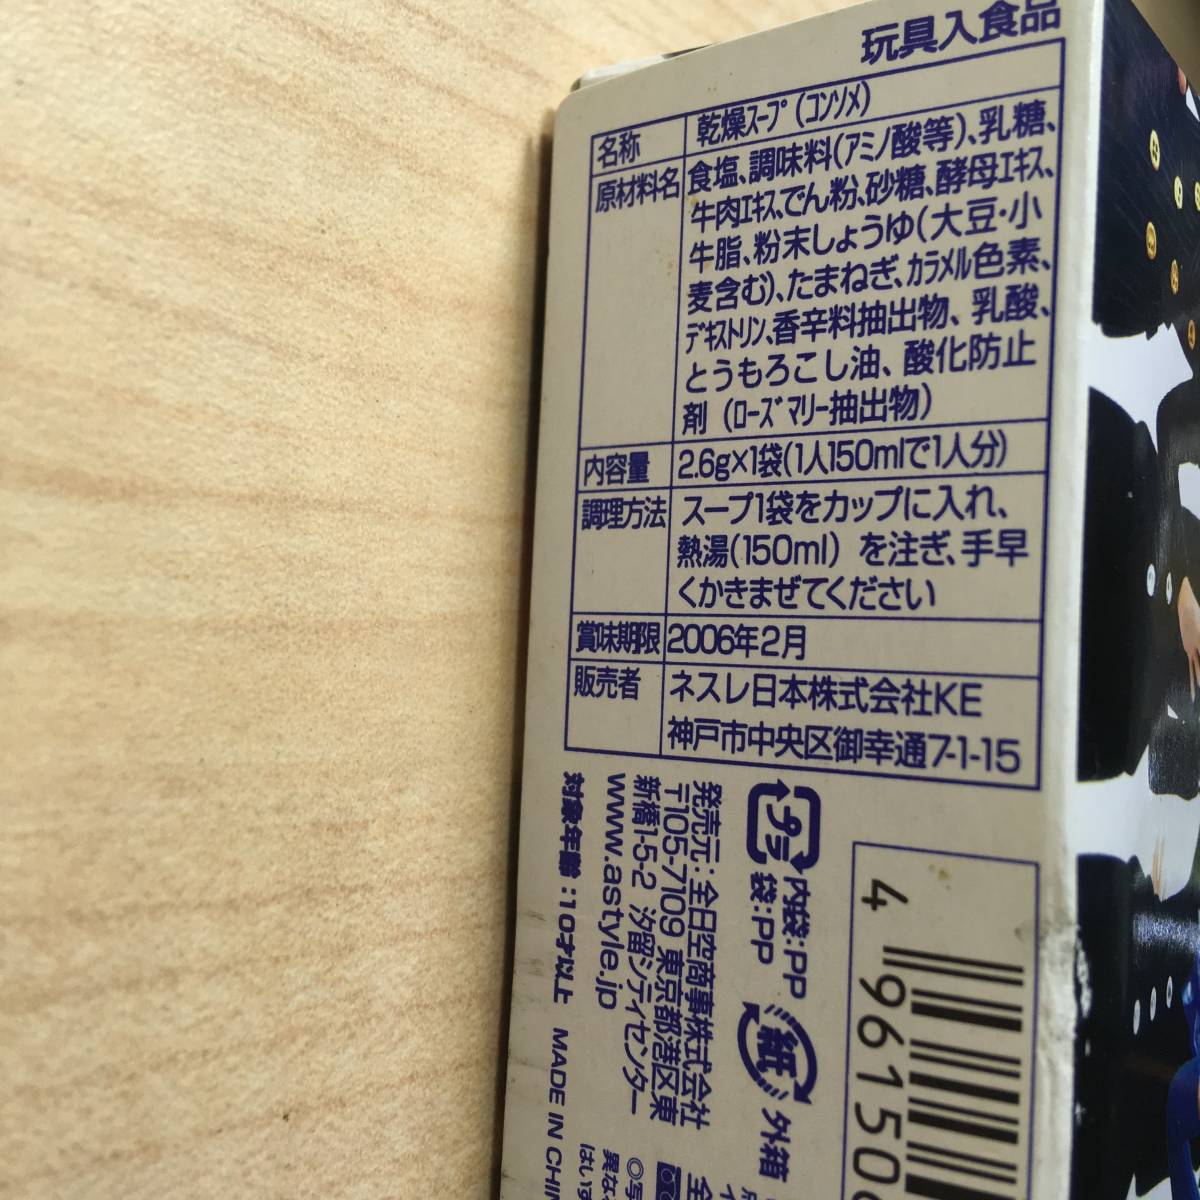 玩具入食品
名称 乾燥スープ(コンソメ)
原材料名 食塩、調味料(アミノ酸等)、乳糖、
牛肉エキス、でん粉、砂糖、酵母エキス、
牛脂、粉末しょうゆ(大豆・小
麦含む)、たまねぎ、カラメル色素、
デキストリン、香辛料抽出物、乳酸、
とうもろこし油、酸化防止
剤(ローズマリー抽出物)
内容量 2.6g×1袋(1人150mlで1人分)
調理方法 スープ1袋をカップに入れ、
熱湯(150ml)を注ぎ、手早
くかきまぜてください
賞味期限 2006年2月
販売者 ネスレ日本株式会社KE
神戸市中央区御幸通7-1-15
プラ
内袋:PP
袋:PP
紙
外箱
発売元:全日空商事株式会社
〒105-7109 東京都港区東
新橋1-5-2 汐留シティセンター
www.astyle.jp
対象年齢:10才以上 MADE IN CHIN
4 96150
◎写
異な
はいす
全